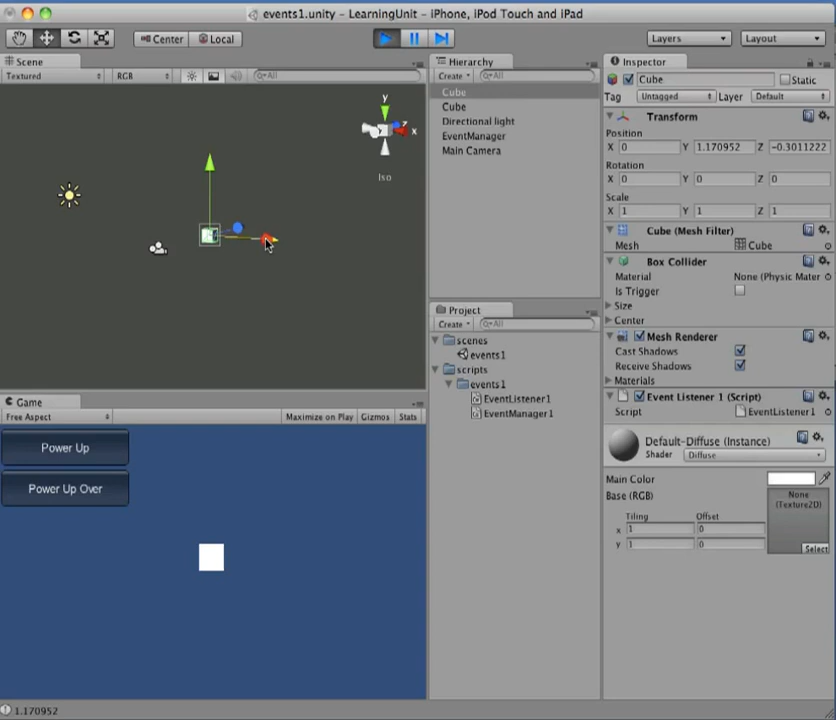 events1.unity – LearningUnit – iPhone, iPod Touch and iPad
Center
Local
Layers
Layout
Scene
Textured
RGB
All
y
x
z
Iso
Game
Free Aspect
Maximize on Play
Gizmos
Stats
Power Up
Power Up Over
1.170952
Hierarchy
Create
All
Cube
Cube
Directional light
EventManager
Main Camera
Project
Create
All
scenes
events1
scripts
events1
EventListener1
EventManager1
Inspector
Cube
Static
Tag Untagged Layer Default
Transform
Position
X 0 Y 1.170952 Z -0.3011222
Rotation
X 0 Y 0 Z 0
Scale
X 1 Y 1 Z 1
Cube (Mesh Filter)
Mesh Cube
Box Collider
Material None (Physic Mater
Is Trigger
Size
Center
Mesh Renderer
Cast Shadows
Receive Shadows
Materials
Event Listener 1 (Script)
Script EventListener1
Default-Diffuse (Instance)
Shader Diffuse
Main Color
Base (RGB)
None
(Texture2D)
Tiling Offset
x 1 0
y 1 0
Select